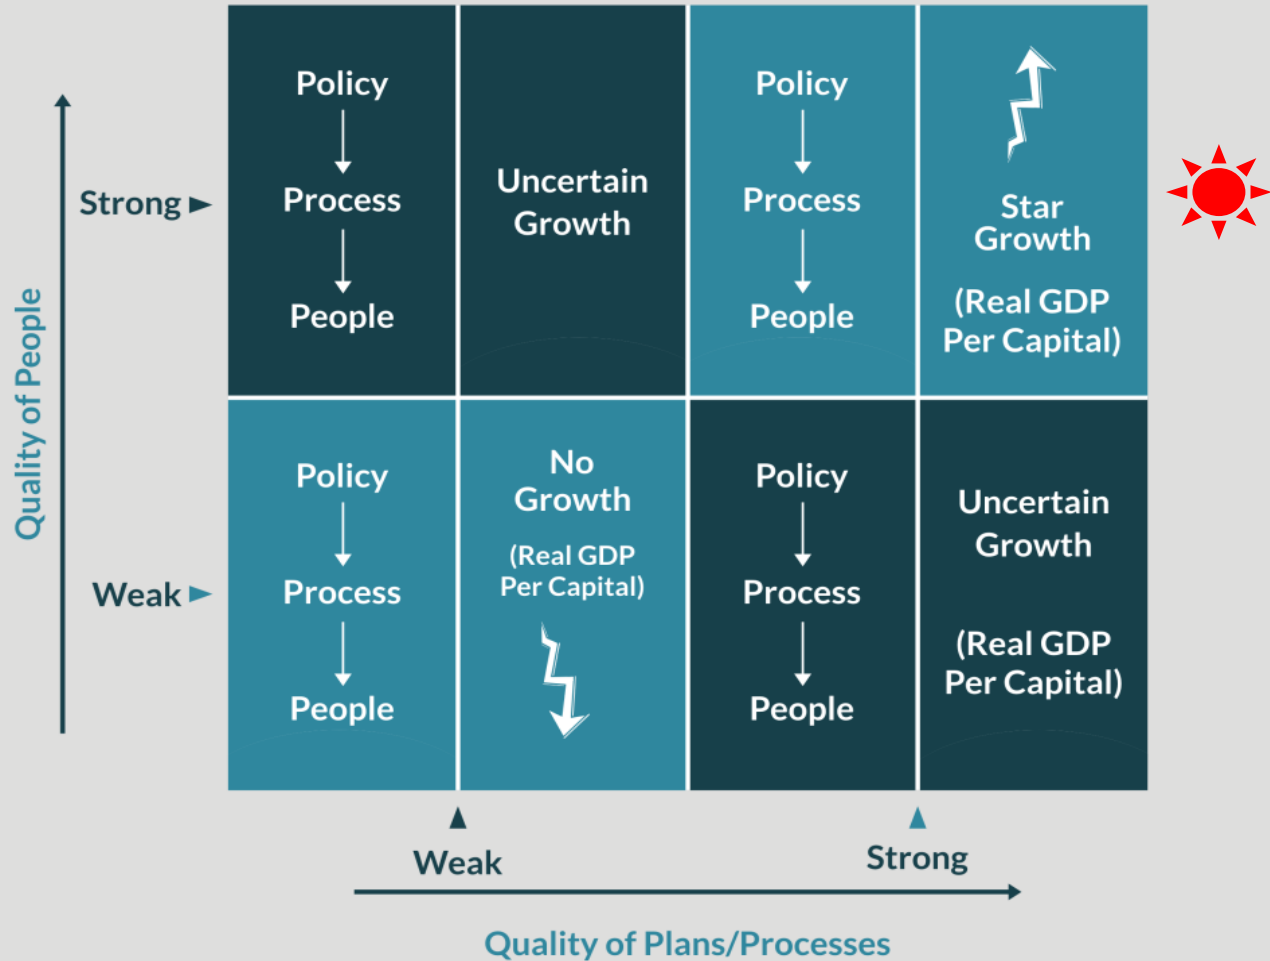 Quality of People
Strong
Weak
Policy
Process
People
Uncertain
Growth
Policy
Process
People
Star
Growth
(Real GDP
Per Capital)
Policy
Process
People
No
Growth
(Real GDP
Per Capital)
Policy
Process
People
Uncertain
Growth
(Real GDP
Per Capital)
Weak
Strong
Quality of Plans/Processes